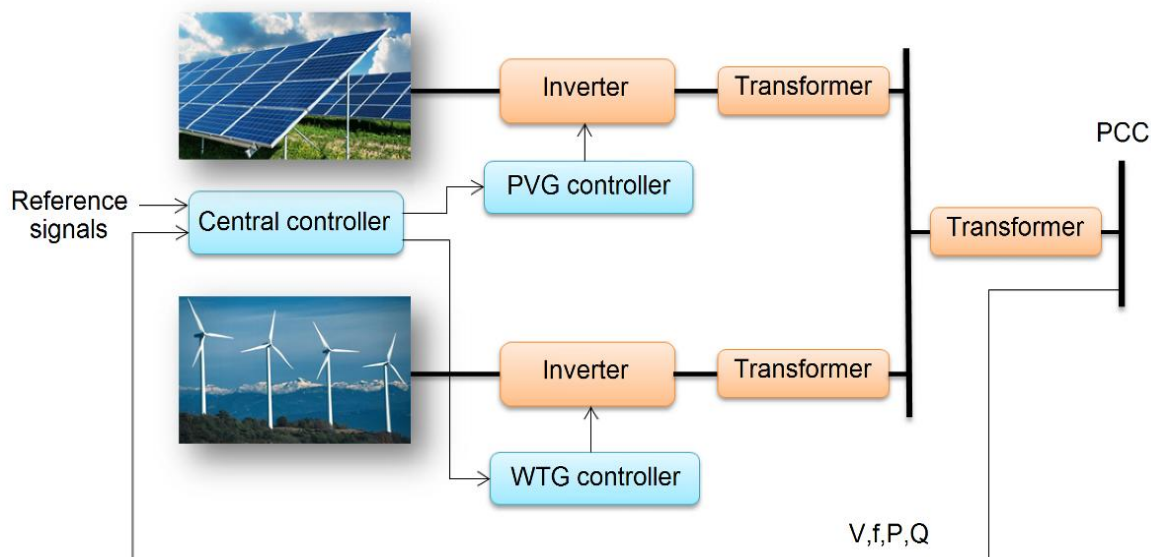 Inverter
Transformer
PCC
PVG controller
Reference
signals
Central controller
Transformer
Inverter
Transformer
WTG controller
V,f,P,Q